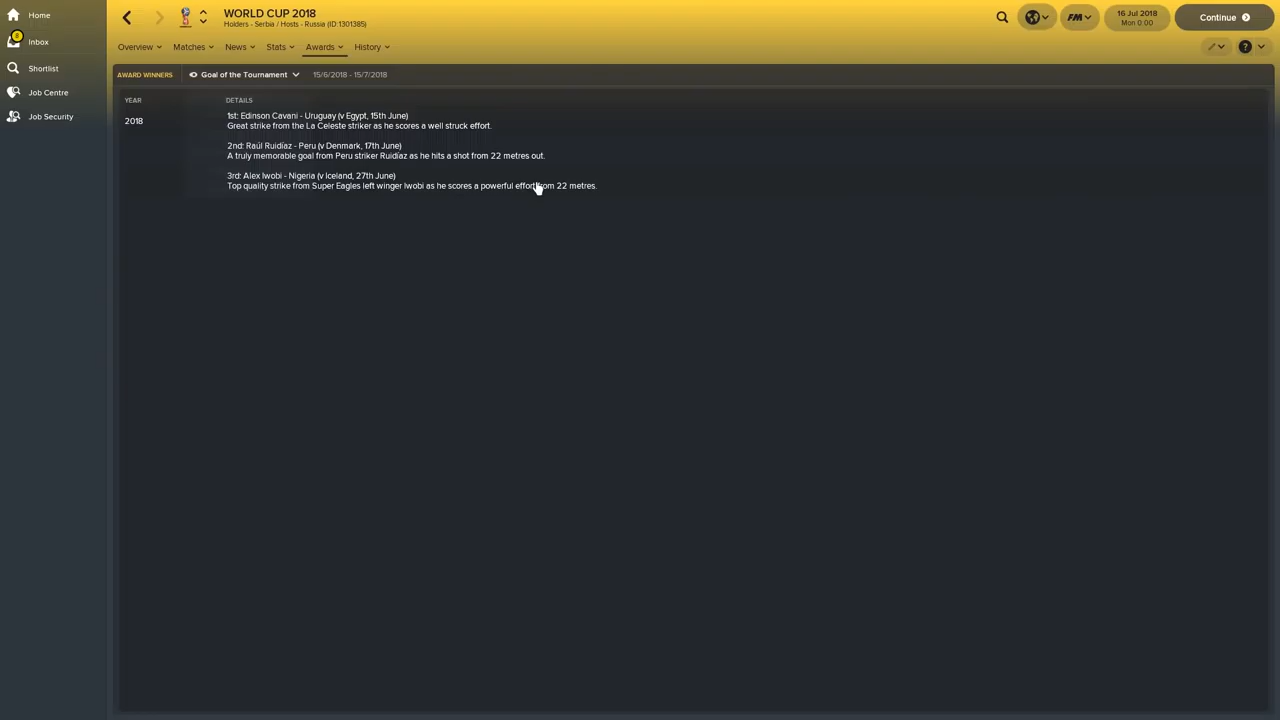 Home
WORLD CUP 2018
Holders - Serbia / Hosts - Russia (ID:1301385)
FM
16 Jul 2018
Mon 0:00
Continue
8
Inbox
Overview
Matches
News
Stats
Awards
History
?
Shortlist
AWARD WINNERS
Goal of the Tournament
15/6/2018 - 15/7/2018
Job Centre
Job Security
YEAR
DETAILS
2018
1st: Edinson Cavani - Uruguay (v Egypt, 15th June)
Great strike from the La Celeste striker as he scores a well struck effort.
2nd: Raúl Ruidíaz - Peru (v Denmark, 17th June)
A truly memorable goal from Peru striker Ruidíaz as he hits a shot from 22 metres out.
3rd: Alex Iwobi - Nigeria (v Iceland, 27th June)
Top quality strike from Super Eagles left winger Iwobi as he scores a powerful effort from 22 metres.